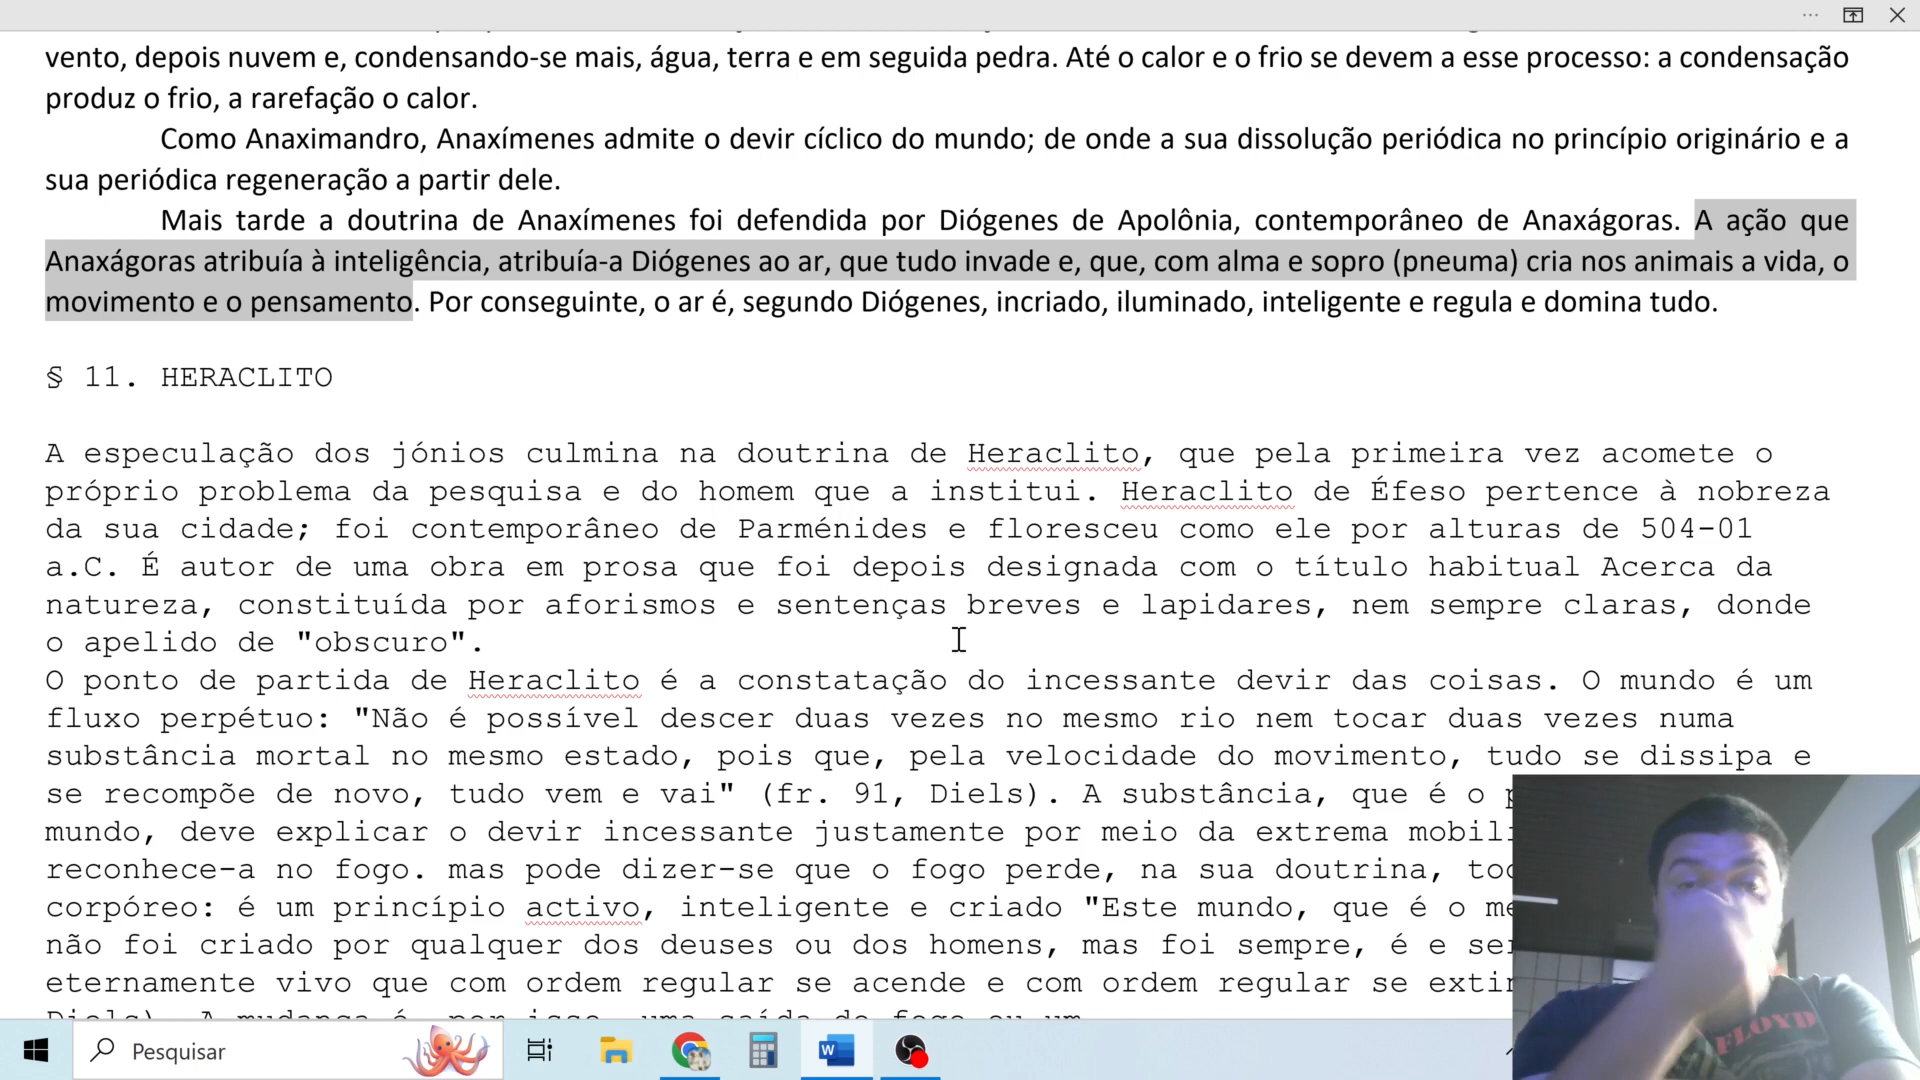 vento, depois nuvem e, condensando-se mais, água, terra e em seguida pedra. Até o calor e o frio se devem a esse processo: a condensação
produz o frio, a rarefação o calor.
Como Anaximandro, Anaxímenes admite o devir cíclico do mundo; de onde a sua dissolução periódica no princípio originário e a
sua periódica regeneração a partir dele.
Mais tarde a doutrina de Anaxímenes foi defendida por Diógenes de Apolônia, contemporâneo de Anaxágoras. A ação que
Anaxágoras atribuía à inteligência, atribuía-a Diógenes ao ar, que tudo invade e, que, com alma e sopro (pneuma) cria nos animais a vida, o
movimento e o pensamento. Por conseguinte, o ar é, segundo Diógenes, incriado, iluminado, inteligente e regula e domina tudo.
§ 11. HERACLITO
A especulação dos jónios culmina na doutrina de Heraclito, que pela primeira vez acomete o
próprio problema da pesquisa e do homem que a institui. Heraclito de Éfeso pertence à nobreza
da sua cidade; foi contemporâneo de Parménides e floresceu como ele por alturas de 504-01
a.C. É autor de uma obra em prosa que foi depois designada com o título habitual Acerca da
natureza, constituída por aforismos e sentenças breves e lapidares, nem sempre claras, donde
o apelido de "obscuro".
O ponto de partida de Heraclito é a constatação do incessante devir das coisas. O mundo é um
fluxo perpétuo: "Não é possível descer duas vezes no mesmo rio nem tocar duas vezes numa
substância mortal no mesmo estado, pois que, pela velocidade do movimento, tudo se dissipa e
se recompõe de novo, tudo vem e vai" (fr. 91, Diels). A substância, que é o
mundo, deve explicar o devir incessante justamente por meio da extrema
reconhece-a no fogo. mas pode dizer-se que o fogo perde, na sua doutrina,
corpóreo: é um princípio activo, inteligente e criado "Este mundo, que é o
não foi criado por qualquer dos deuses ou dos homens, mas foi sempre, é e
eternamente vivo que com ordem regular se acende e com ordem regular se
Diels). A mudança é, por isso, uma saída do fogo ou um
Pesquisar
FLOYD